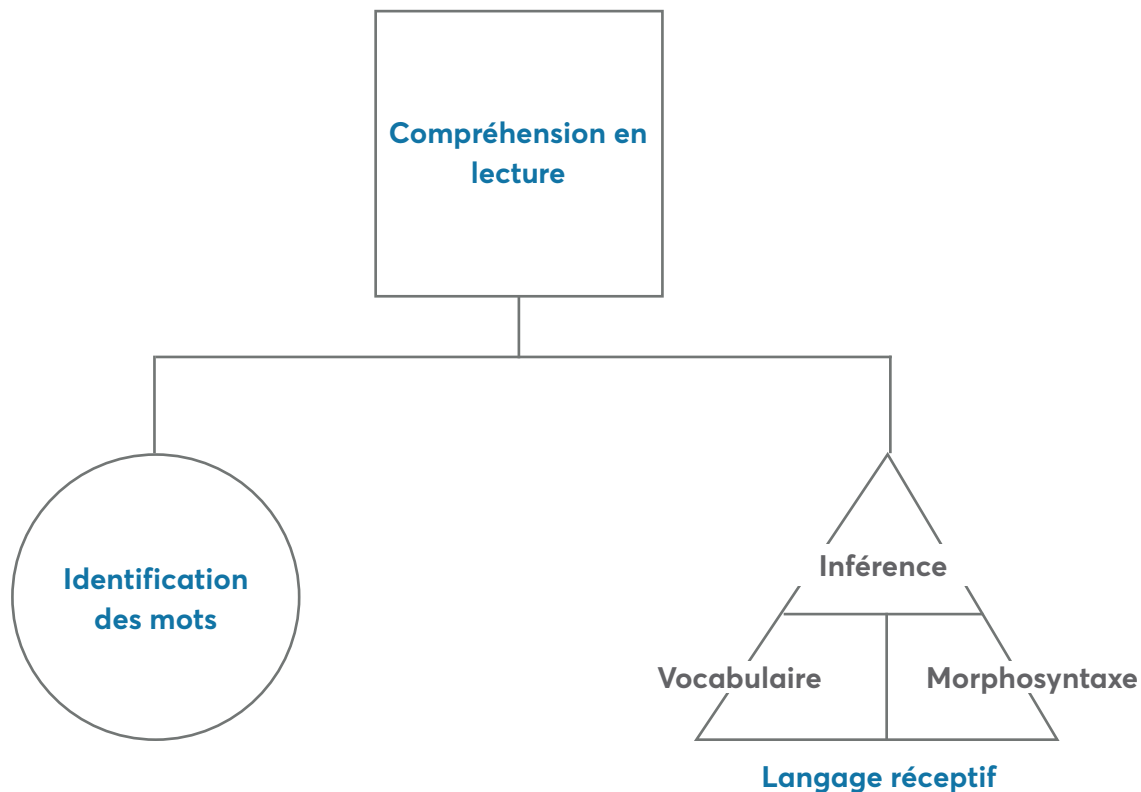 Compréhension en
lecture
Identification
des mots
Inférence
Vocabulaire
Morphosyntaxe
Langage réceptif